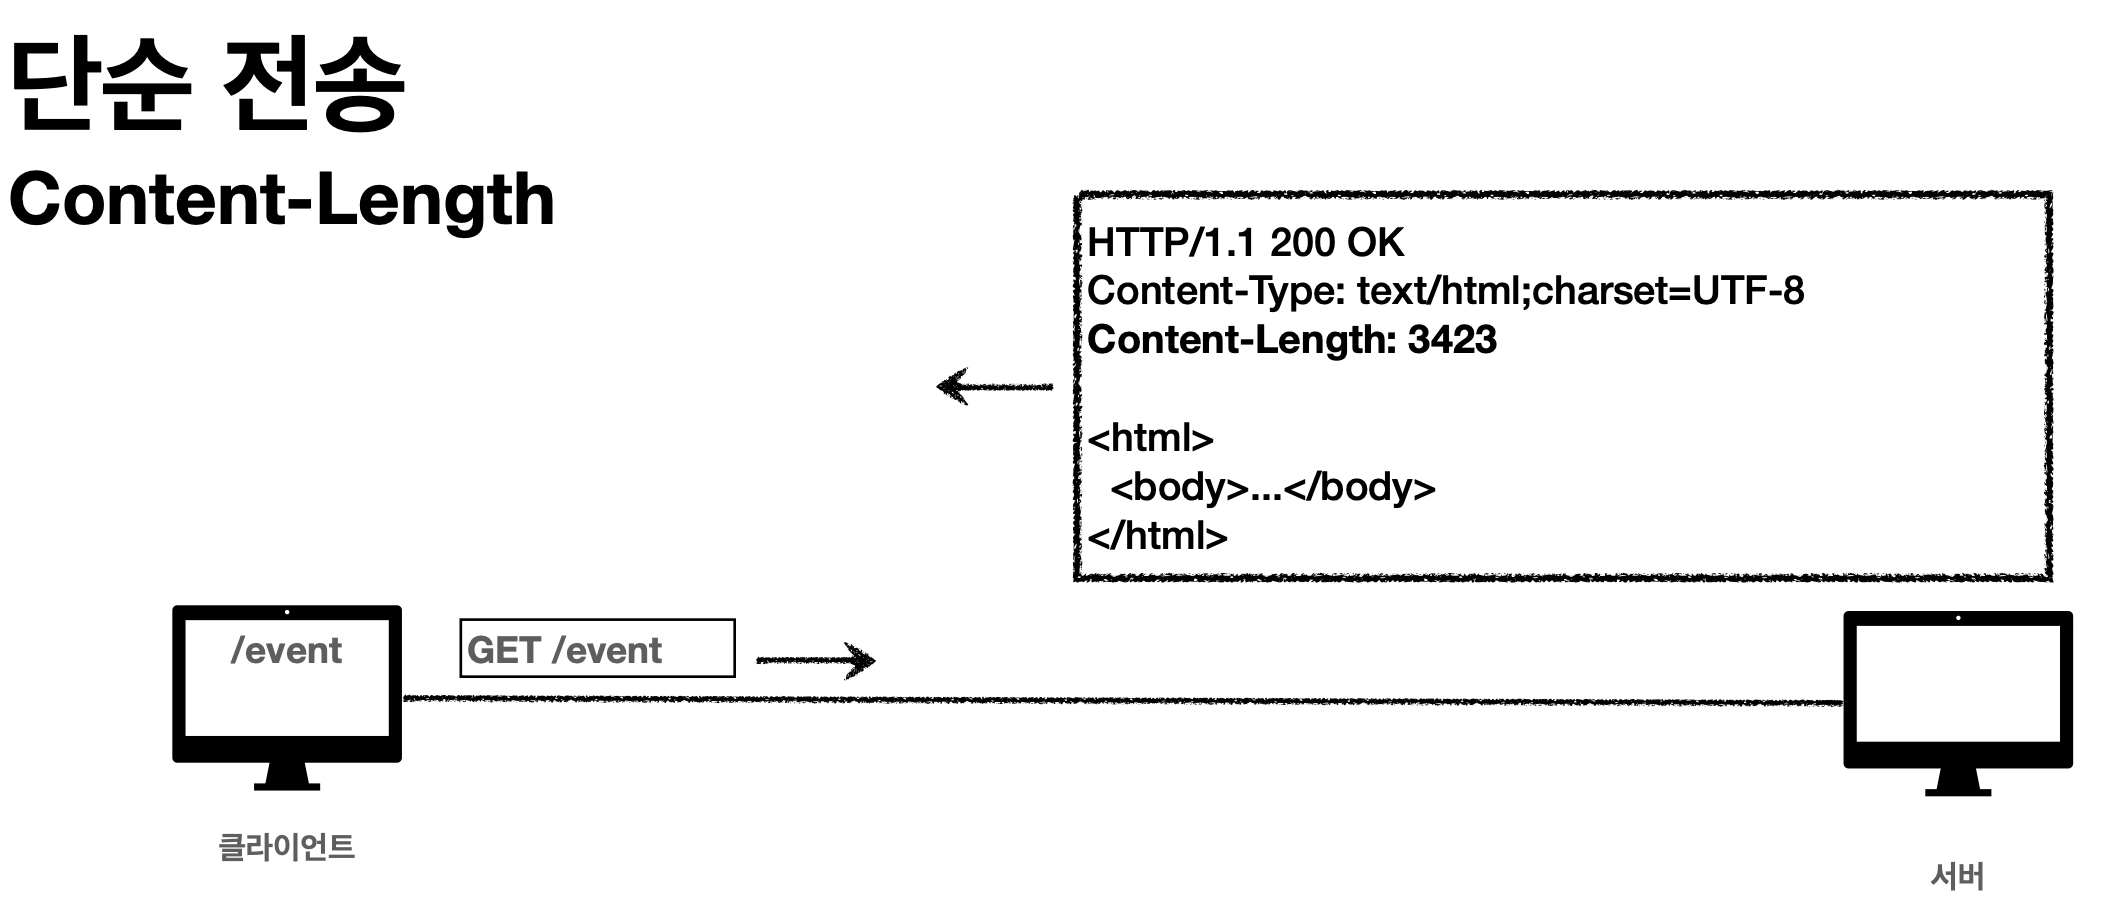 단순 전송
Content-Length
HTTP/1.1 200 OK
Content-Type: text/html;charset=UTF-8
Content-Length: 3423
<html>
<body>...</body>
</html>
/event
GET /event
클라이언트
서버